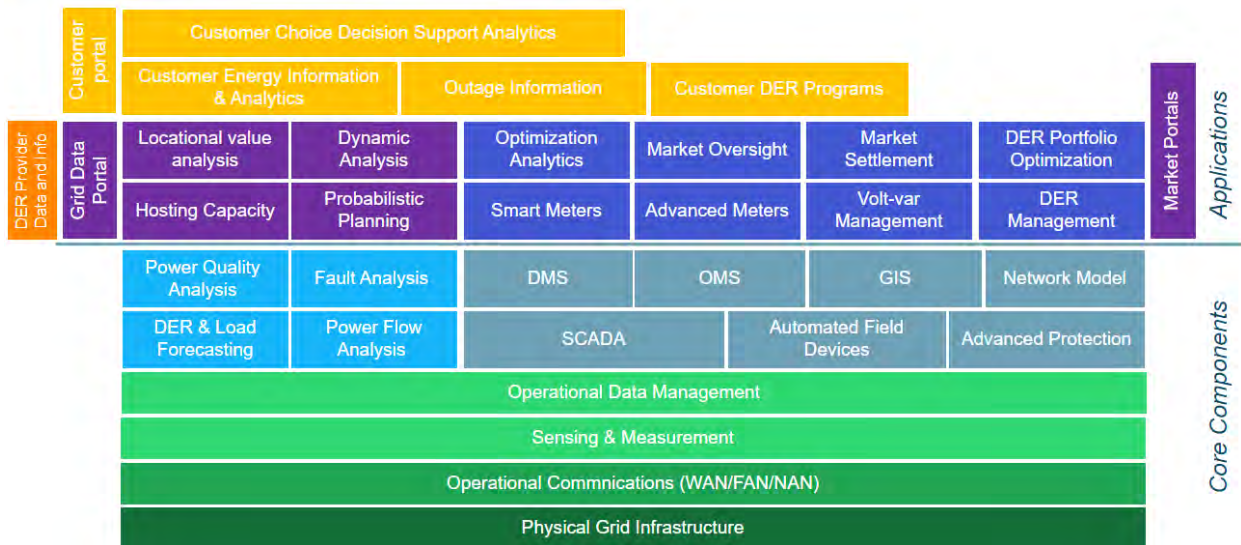 Customer
portal
Customer Choice Decision Support Analytics
Customer Energy Information
& Analytics
Outage Information
Customer DER Programs
DER Provider
Data and Info
Grid Data
Portal
Locational value
analysis
Dynamic
Analysis
Optimization
Analytics
Market Oversight
Market
Settlement
DER Portfolio
Optimization
Hosting Capacity
Probabilistic
Planning
Smart Meters
Advanced Meters
Volt-var
Management
DER
Management
Market Portals
Applications
Power Quality
Analysis
Fault Analysis
DMS
OMS
GIS
Network Model
DER & Load
Forecasting
Power Flow
Analysis
SCADA
Automated Field
Devices
Advanced Protection
Operational Data Management
Sensing & Measurement
Operational Commnications (WAN/FAN/NAN)
Physical Grid Infrastructure
Core Components